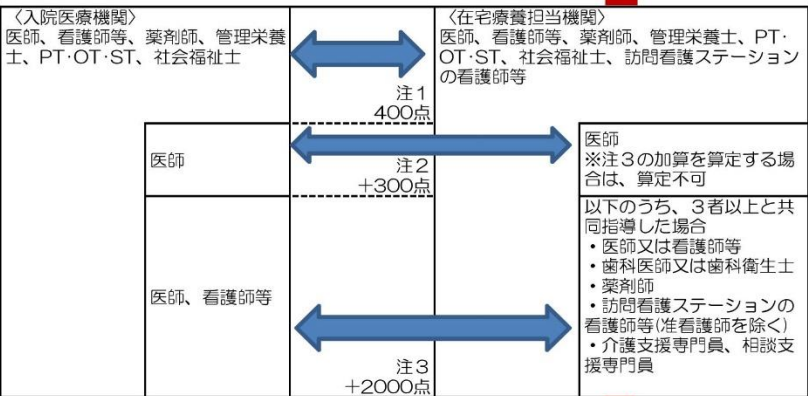 〈入院医療機関〉
医師、看護師等、薬剤師、管理栄養
士、PT・OT・ST、社会福祉士
注1
400点
〈在宅療養担当機関〉
医師、看護師等、薬剤師、管理栄養士、PT・
OT・ST、社会福祉士、訪問看護ステーション
の看護師等
医師
注2
+300点
医師
※注3の加算を算定する場
合は、算定不可
医師、看護師等
注3
+2000点
以下のうち、3者以上と共
同指導した場合
・医師又は看護師等
・歯科医師又は歯科衛生士
・薬剤師
・訪問看護ステーションの
看護師等(准看護師を除く)
・介護支援専門員、相談支
援専門員